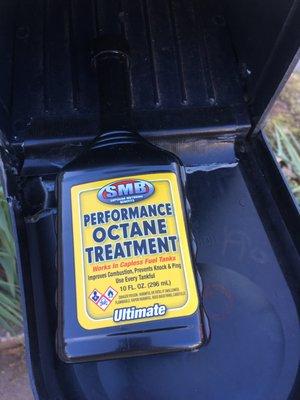 SMB
PERFORMANCE
OCTANE
TREATMENT
Works In Capless Fuel Tanks
Improves Combustion, Prevents Knock & Ping
Use Every Tankful
10 FL. OZ. (296 mL)
Ultimate